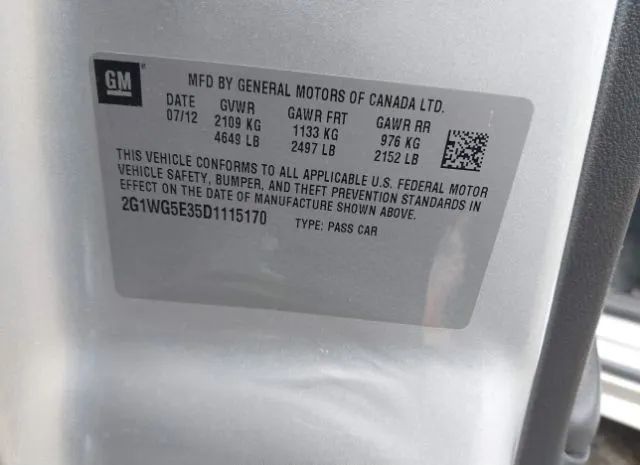 GM
MFD BY GENERAL MOTORS OF CANADA LTD.
DATE GVWR GAWR FRT GAWR RR
07/12 2109 KG 1133 KG 976 KG
4649 LB 2497 LB 2152 LB
THIS VEHICLE CONFORMS TO ALL APPLICABLE U.S. FEDERAL MOTOR
VEHICLE SAFETY, BUMPER, AND THEFT PREVENTION STANDARDS IN
EFFECT ON THE DATE OF MANUFACTURE SHOWN ABOVE.
2G1WG5E35D1115170 TYPE: PASS CAR